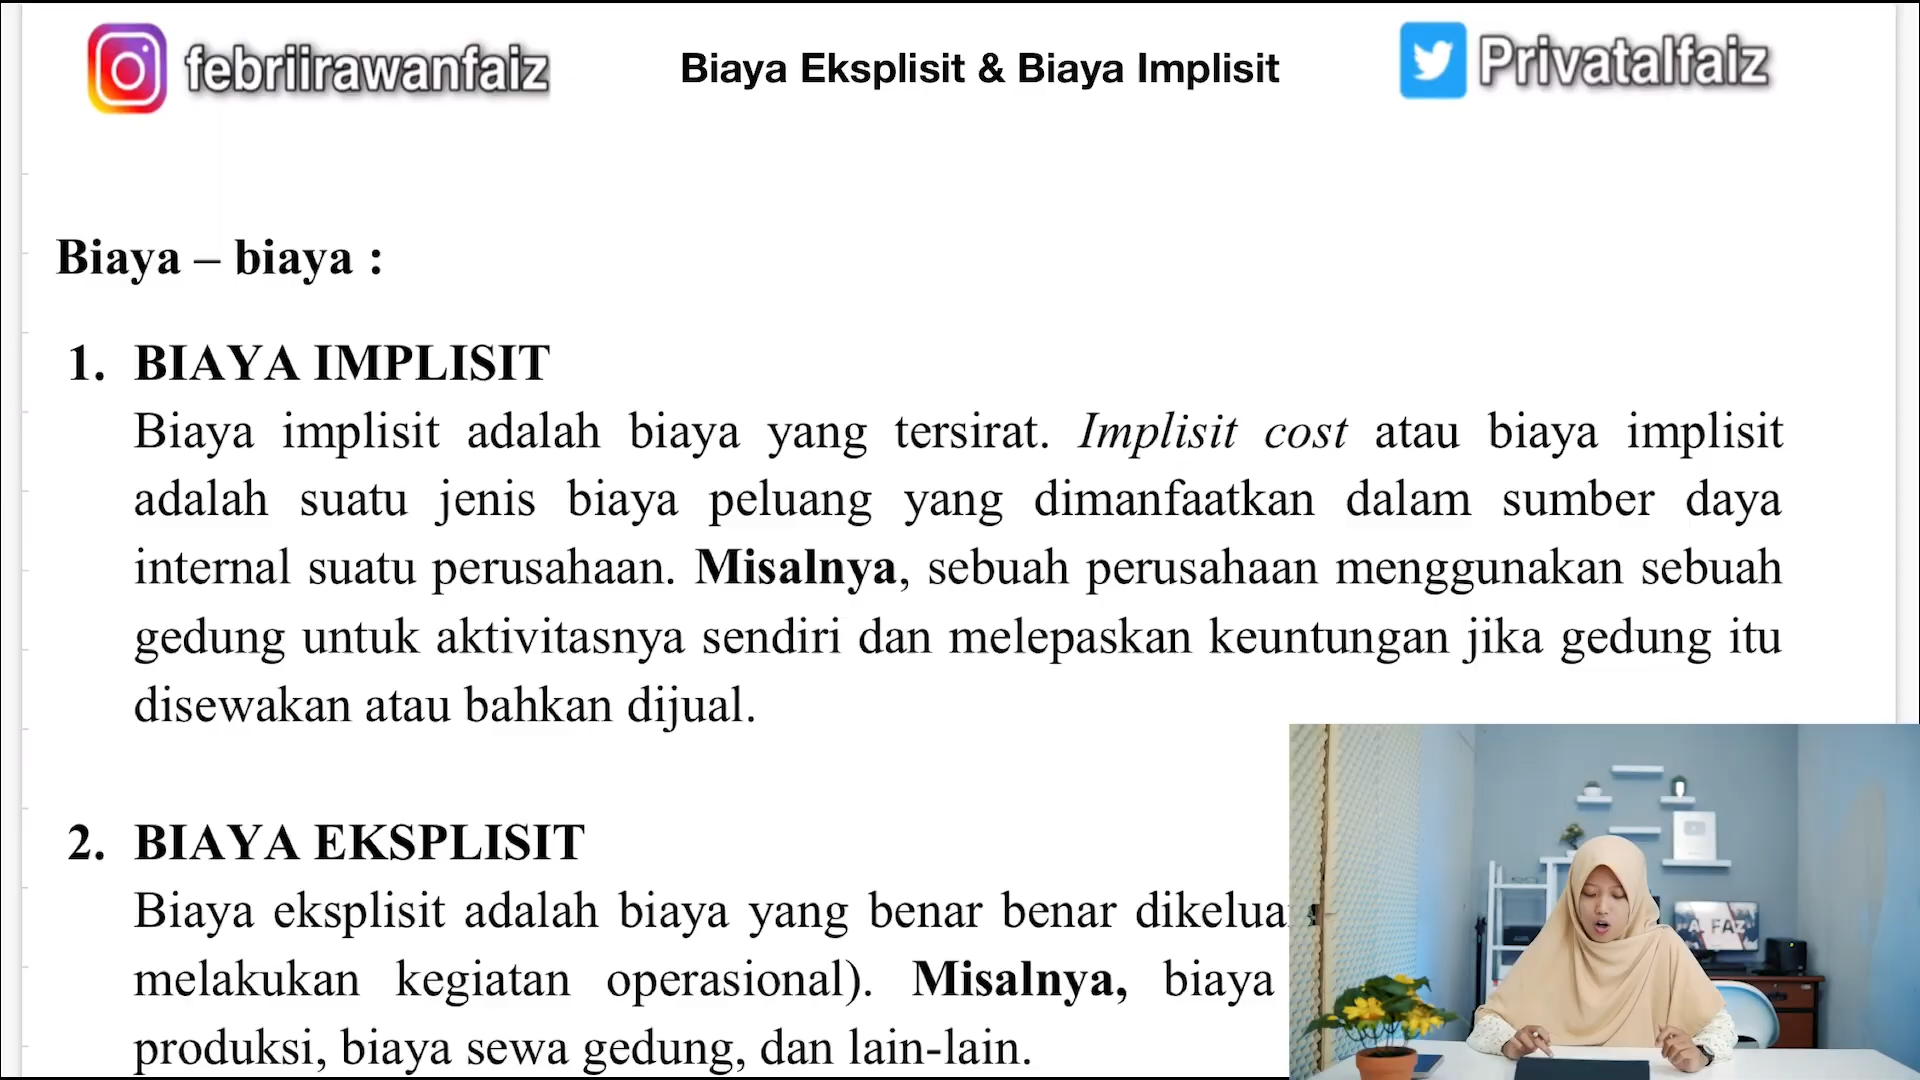 febriirawanfaiz
Biaya Eksplisit & Biaya Implisit
Privatalfaiz
Biaya – biaya :
1. BIAYA IMPLISIT
Biaya implisit adalah biaya yang tersirat. Implisit cost atau biaya implisit
adalah suatu jenis biaya peluang yang dimanfaatkan dalam sumber daya
internal suatu perusahaan. Misalnya, sebuah perusahaan menggunakan sebuah
gedung untuk aktivitasnya sendiri dan melepaskan keuntungan jika gedung itu
disewakan atau bahkan dijual.
2. BIAYA EKSPLISIT
Biaya eksplisit adalah biaya yang benar benar
melakukan kegiatan operasional). Misalnya, biaya
produksi, biaya sewa gedung, dan lain-lain.